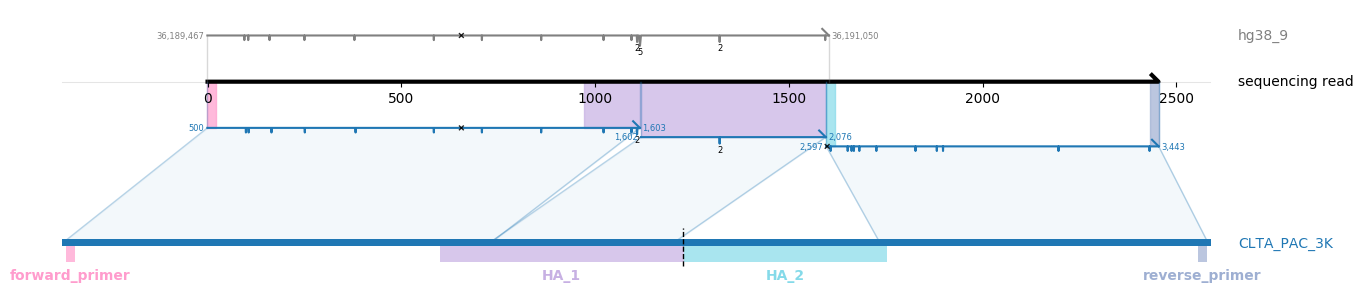 36,189,467
36,191,050
hg38_9
2
5
2
sequencing read
0 500 1000 1500 2000 2500
500
1,603
1,602
2
2,076
2
2,597
3,443
CLTA_PAC_3K
forward_primer HA_1 HA_2 reverse_primer